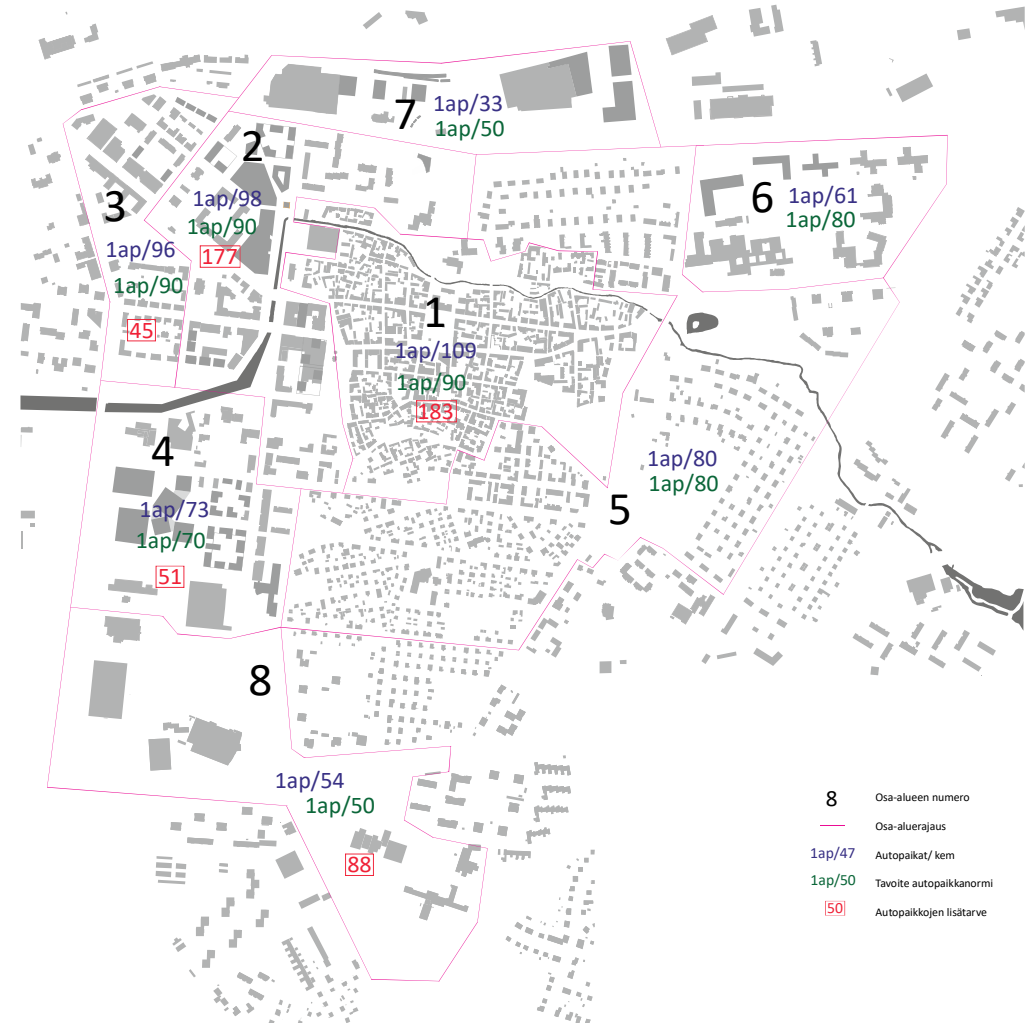 7
1ap/33
1ap/50
2
1ap/98
1ap/90
177
3
1ap/96
1ap/90
45
6
1ap/61
1ap/80
1
1ap/109
1ap/90
183
4
1ap/73
1ap/70
51
1ap/80
1ap/80
5
8
1ap/54
1ap/50
88
8 Osa-alueen numero
Osa-aluerajaus
1ap/47 Autopaikat/ kem
1ap/50 Tavoite autopaikkanormi
50 Autopaikkojen lisätarve